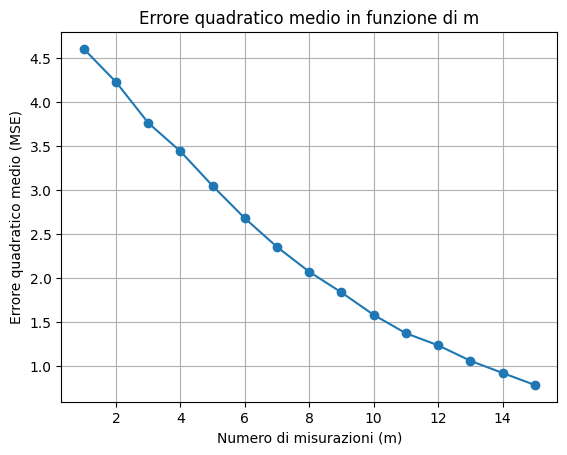 Errore quadratico medio in funzione di m
Errore quadratico medio (MSE)
4.5
4.0
3.5
3.0
2.5
2.0
1.5
1.0
2 4 6 8 10 12 14
Numero di misurazioni (m)